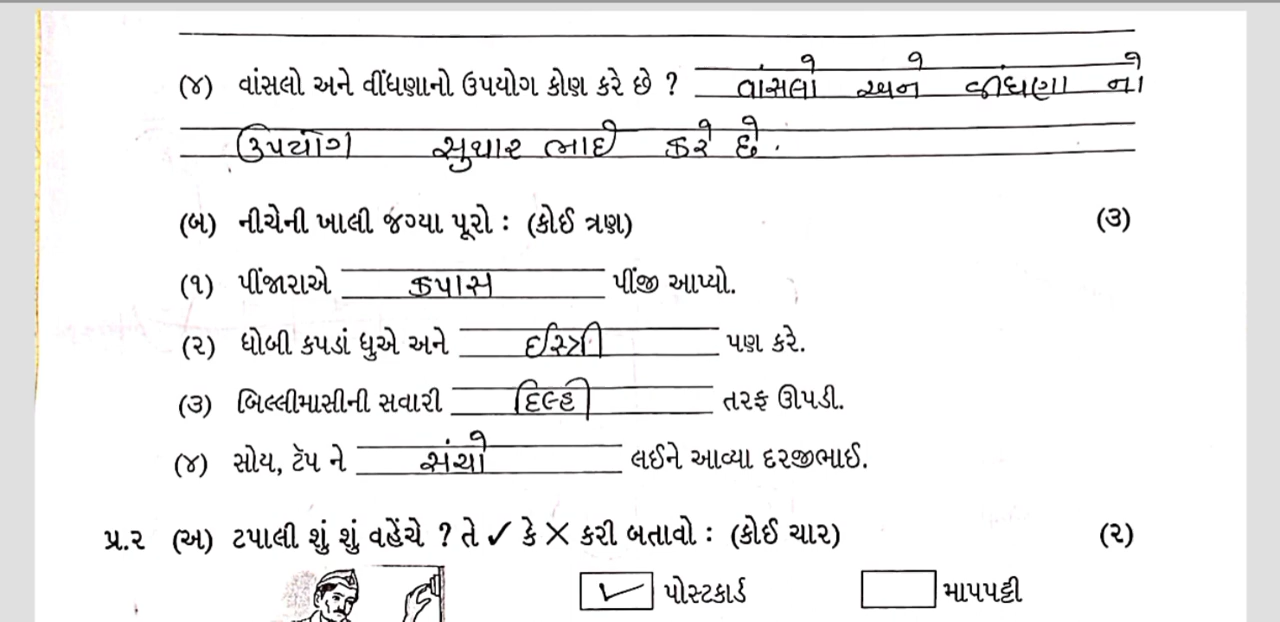 (૪) વાંસલો અને વીંધણાનો ઉપયોગ કોણ કરે છે ? વાંસલો અને વીંધણા નો
ઉપયોગ સુથાર ભાઈ કરે છે.
(બ) નીચેની ખાલી જગ્યા પૂરો : (કોઈ ત્રણ) (૩)
(૧) પીંજારાએ કપાસ પીંજી આપ્યો.
(૨) ધોબી કપડાં ધુએ અને ઈસ્ત્રી પણ કરે.
(૩) બિલ્લીમાસીની સવારી દિલ્હી તરફ ઊપડી.
(૪) સોય, ટૅપ ને સંચો લઈને આવ્યા દરજીભાઈ.
પ્ર.૨ (અ) ટપાલી શું શું વહેંચે ? તે ✓ કે ✕ કરી બતાવો : (કોઈ ચાર) (૨)
✓ પોસ્ટકાર્ડ માપપટ્ટી